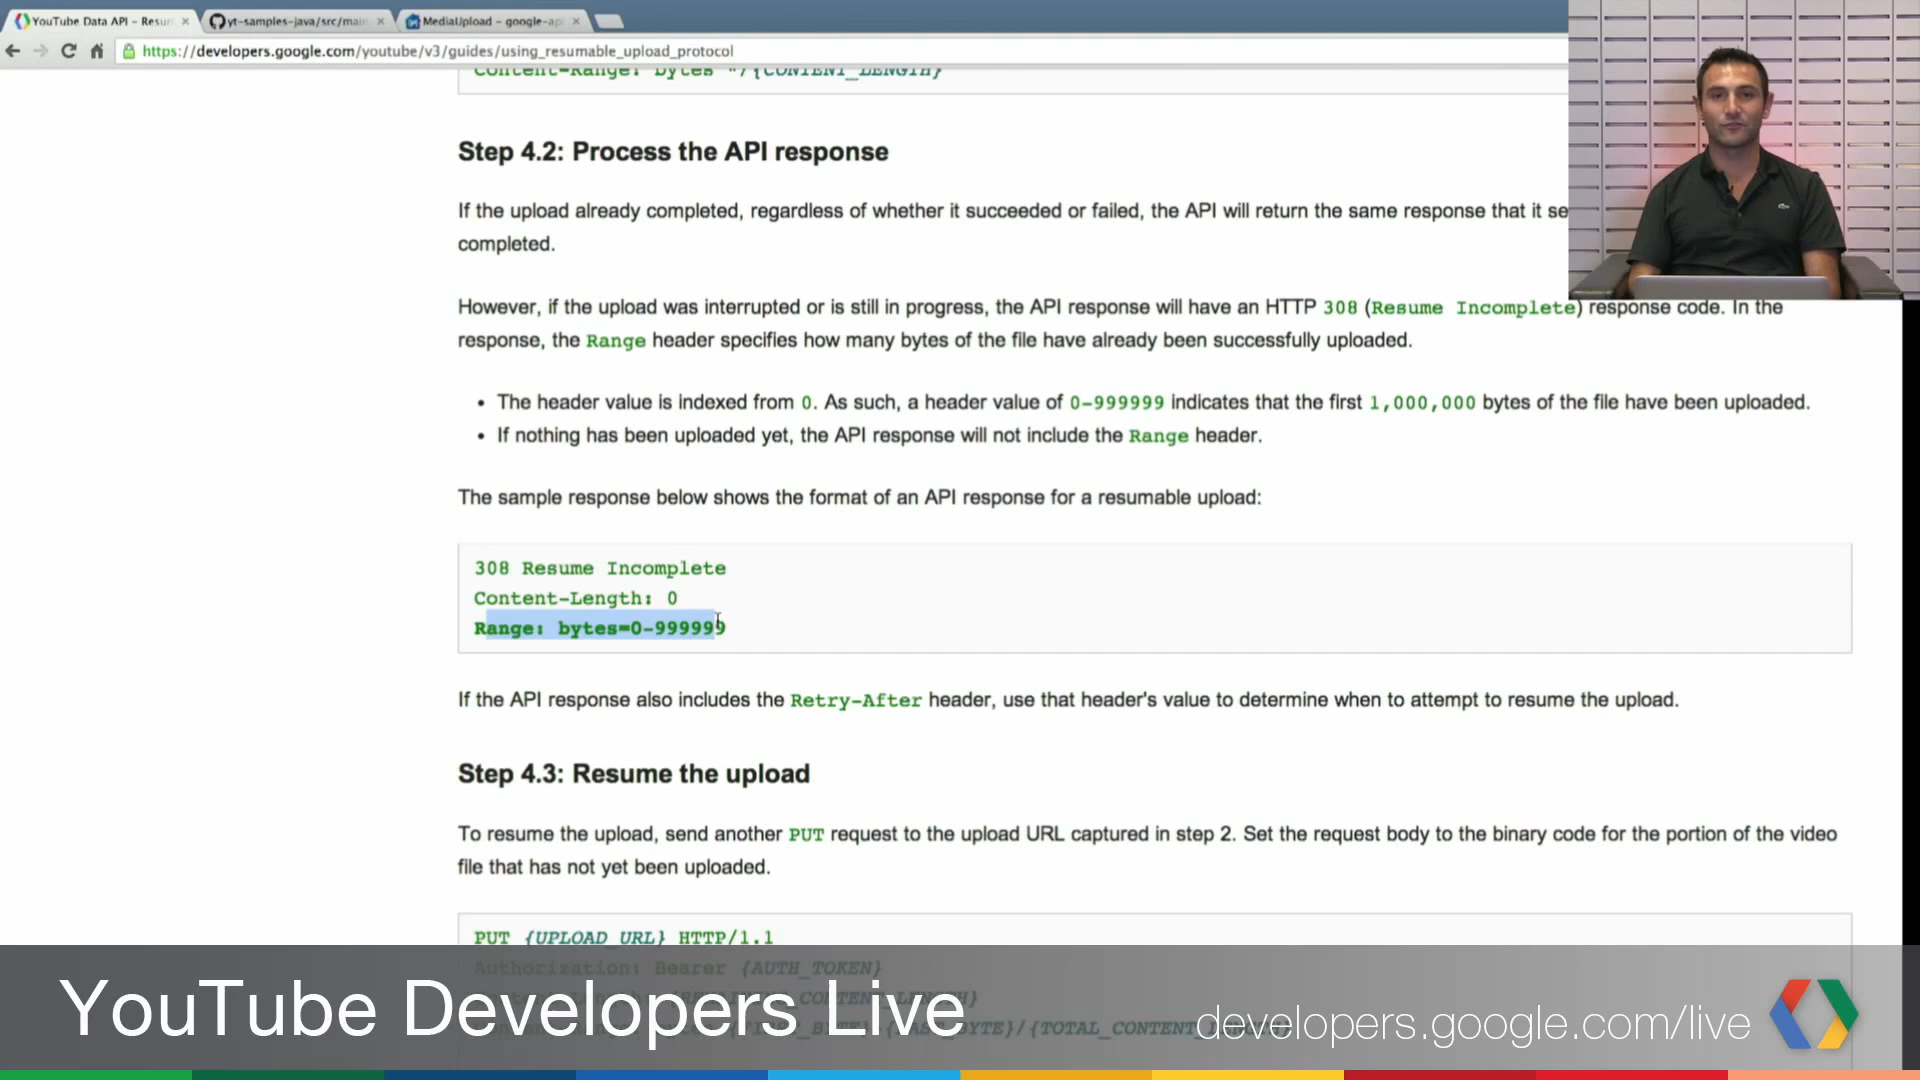 YouTube Data API - Resum
yt-samples-java/src/main
MediaUpload - google-ap
https://developers.google.com/youtube/v3/guides/using_resumable_upload_protocol
Content-Range: bytes */{CONTENT_LENGTH}
Step 4.2: Process the API response
If the upload already completed, regardless of whether it succeeded or failed, the API will return the same response that it se
completed.
However, if the upload was interrupted or is still in progress, the API response will have an HTTP 308 (Resume Incomplete) response code. In the
response, the Range header specifies how many bytes of the file have already been successfully uploaded.
• The header value is indexed from 0. As such, a header value of 0-999999 indicates that the first 1,000,000 bytes of the file have been uploaded.
• If nothing has been uploaded yet, the API response will not include the Range header.
The sample response below shows the format of an API response for a resumable upload:
308 Resume Incomplete
Content-Length: 0
Range: bytes=0-999999
If the API response also includes the Retry-After header, use that header's value to determine when to attempt to resume the upload.
Step 4.3: Resume the upload
To resume the upload, send another PUT request to the upload URL captured in step 2. Set the request body to the binary code for the portion of the video
file that has not yet been uploaded.
PUT {UPLOAD_URL} HTTP/1.1
Authorization: Bearer {AUTH_TOKEN}
YouTube Developers Live
developers.google.com/live